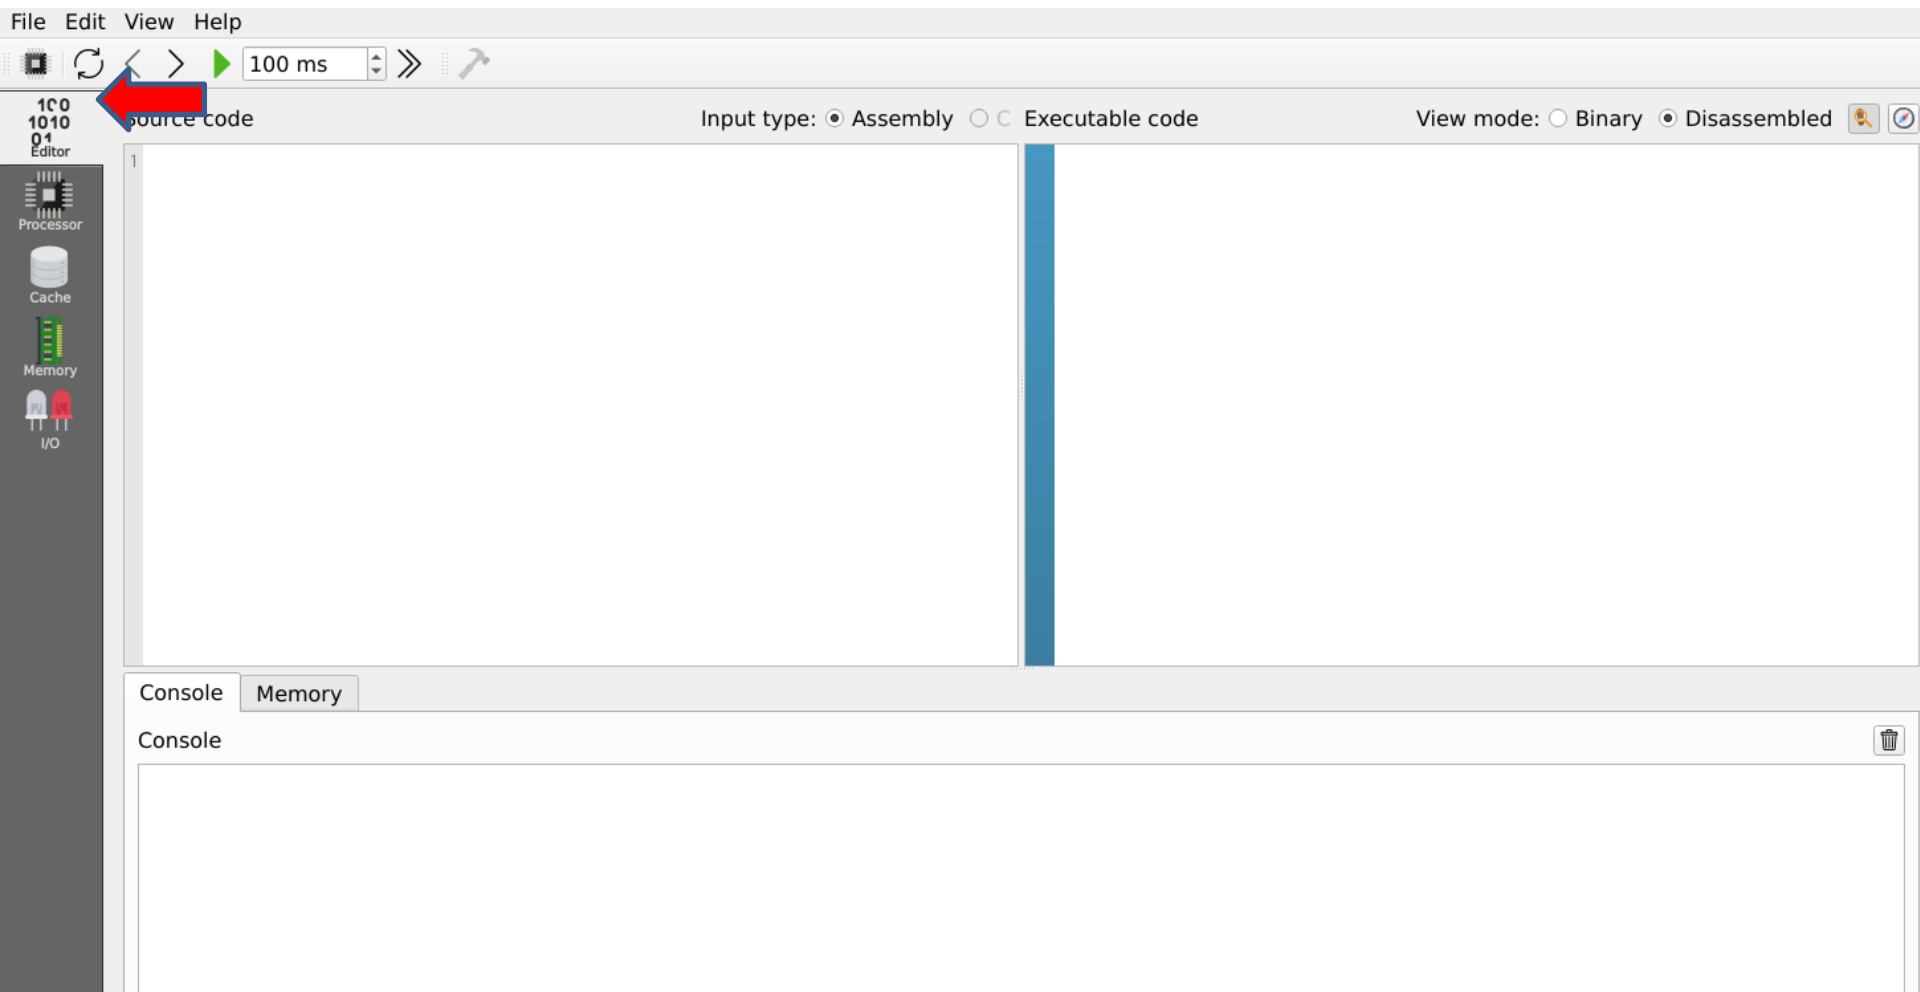 File Edit View Help
100 ms
100
1010
01
Editor
Source code Input type: Assembly C Executable code View mode: Binary Disassembled
1
Processor
Cache
Memory
I/O
Console Memory
Console